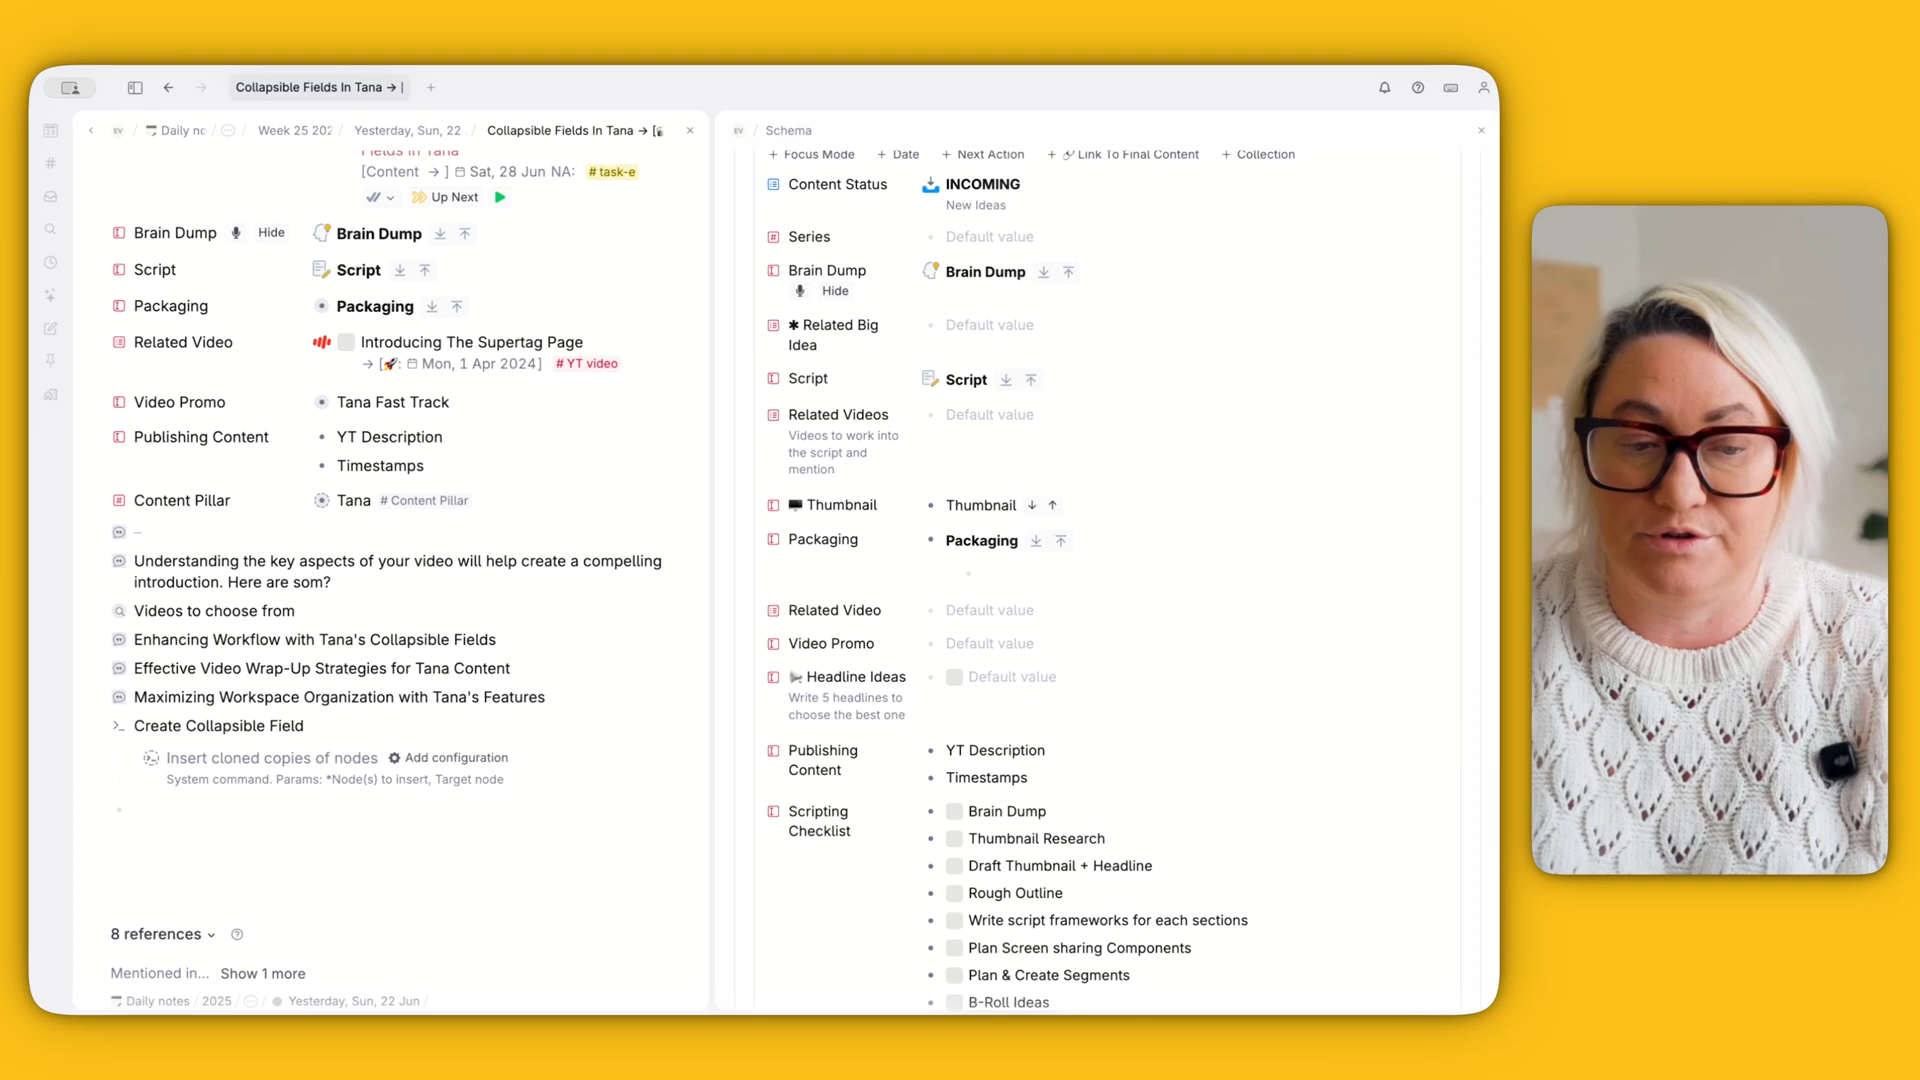 Collapsible Fields In Tana → |
EV / Daily no / Week 25 202 / Yesterday, Sun, 22 / Collapsible Fields In Tana → [
Fields in Tana
[Content → ] Sat, 28 Jun NA: # task-e
Up Next
Brain Dump Hide Brain Dump
Script Script
Packaging Packaging
Related Video Introducing The Supertag Page
→ [🚀: Mon, 1 Apr 2024] # YT video
Video Promo Tana Fast Track
Publishing Content YT Description
Timestamps
Content Pillar Tana # Content Pillar
–
Understanding the key aspects of your video will help create a compelling
introduction. Here are som?
Videos to choose from
Enhancing Workflow with Tana's Collapsible Fields
Effective Video Wrap-Up Strategies for Tana Content
Maximizing Workspace Organization with Tana's Features
>_ Create Collapsible Field
Insert cloned copies of nodes Add configuration
System command. Params: *Node(s) to insert, Target node
8 references
Mentioned in... Show 1 more
Daily notes / 2025 / Yesterday, Sun, 22 Jun /
EV / Schema
+ Focus Mode + Date + Next Action + Link To Final Content + Collection
Content Status INCOMING
New Ideas
Series Default value
Brain Dump Brain Dump
Hide
✱ Related Big Default value
Idea
Script Script
Related Videos Default value
Videos to work into
the script and
mention
Thumbnail Thumbnail ↓ ↑
Packaging Packaging
Related Video Default value
Video Promo Default value
Headline Ideas Default value
Write 5 headlines to
choose the best one
Publishing YT Description
Content Timestamps
Scripting Brain Dump
Checklist Thumbnail Research
Draft Thumbnail + Headline
Rough Outline
Write script frameworks for each sections
Plan Screen sharing Components
Plan & Create Segments
B-Roll Ideas